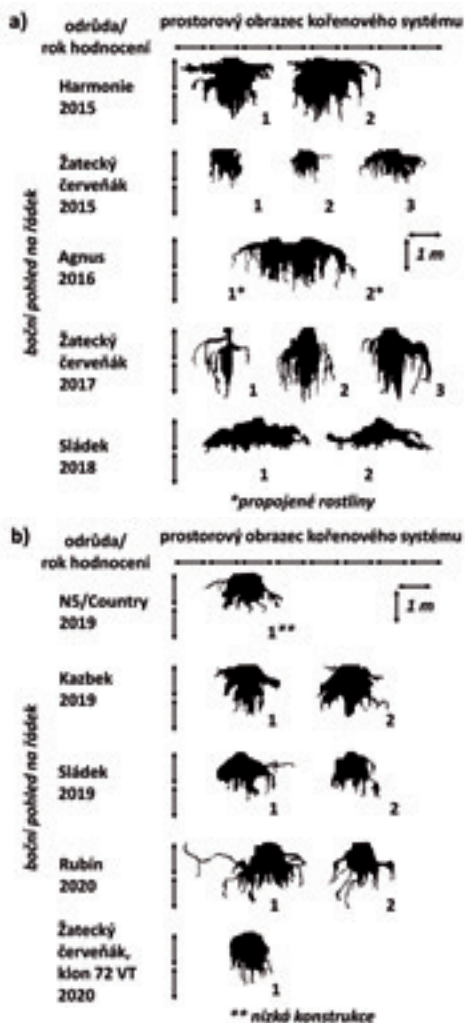 a)
odrůda/ prostorový obrazec kořenového systému
rok hodnocení
boční pohled na řádek
Harmonie
2015
1 2
Žatecký
červeňák
2015
1 2 3
Agnus
2016
1 m
1* 2*
Žatecký
červeňák
2017
1 2 3
Sládek
2018
1 2
*propojené rostliny
b)
odrůda/ prostorový obrazec kořenového systému
rok hodnocení
boční pohled na řádek
N5/Country
2019
1 m
1**
Kazbek
2019
1 2
Sládek
2019
1 2
Rubín
2020
1 2
Žatecký
červeňák,
klon 72 VT
2020
1
** nízká konstrukce